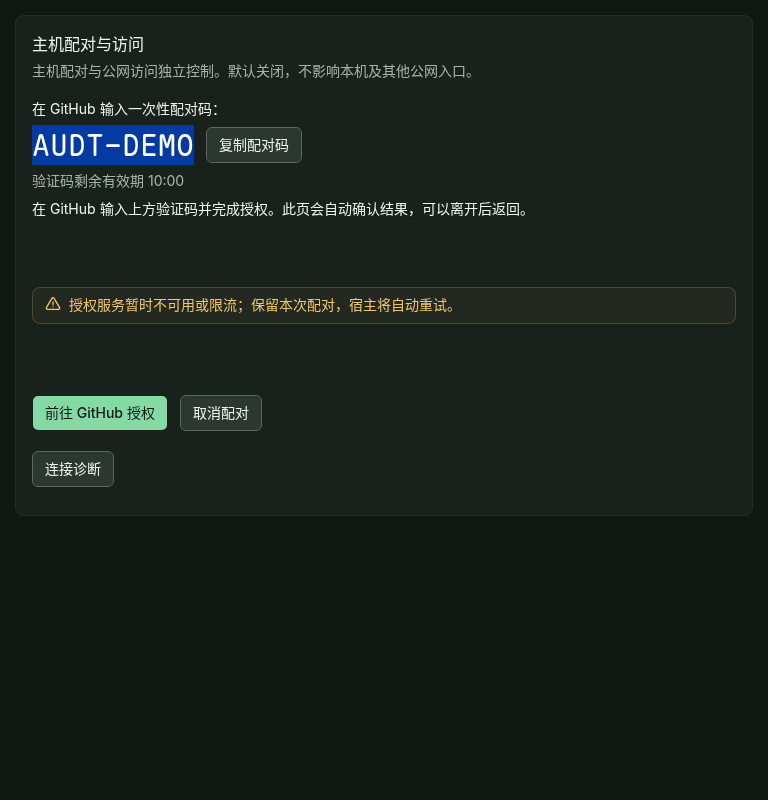 主机配对与访问
主机配对与公网访问独立控制。默认关闭，不影响本机及其他公网入口。
在 GitHub 输入一次性配对码：
AUDT-DEMO 复制配对码
验证码剩余有效期 10:00
在 GitHub 输入上方验证码并完成授权。此页会自动确认结果，可以离开后返回。
授权服务暂时不可用或限流；保留本次配对，宿主将自动重试。
前往 GitHub 授权 取消配对
连接诊断